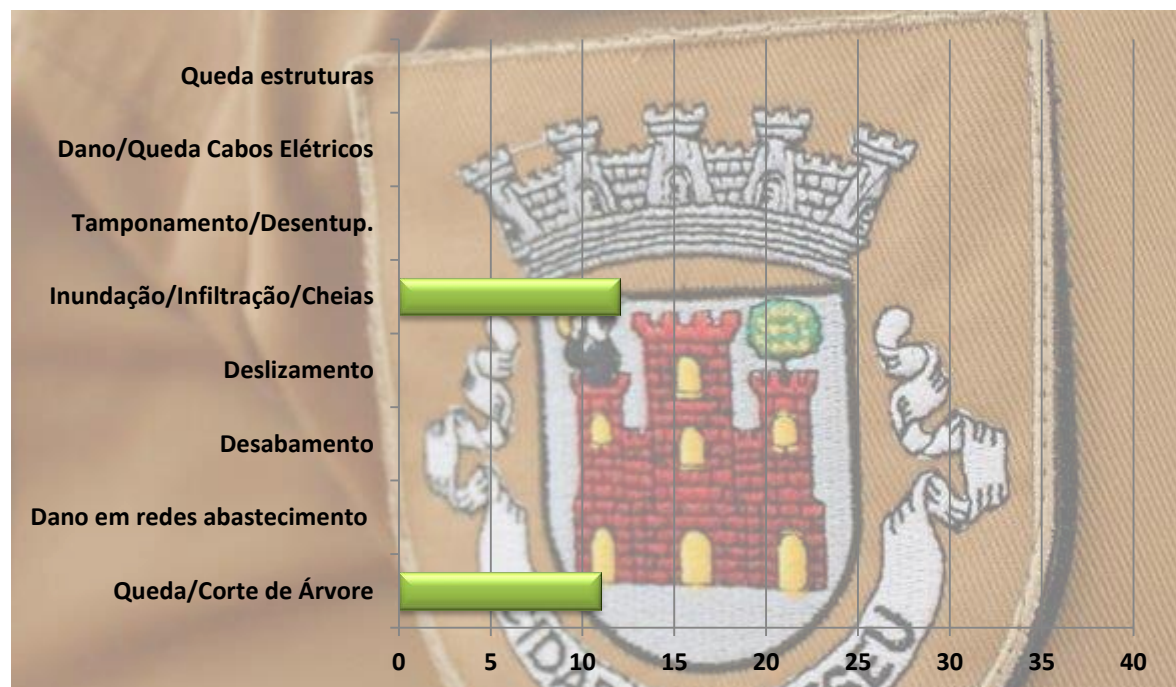 Queda estruturas
Dano/Queda Cabos Elétricos
Tamponamento/Desentup.
Inundação/Infiltração/Cheias
Deslizamento
Desabamento
Dano em redes abastecimento
Queda/Corte de Árvore
0 5 10 15 20 25 30 35 40